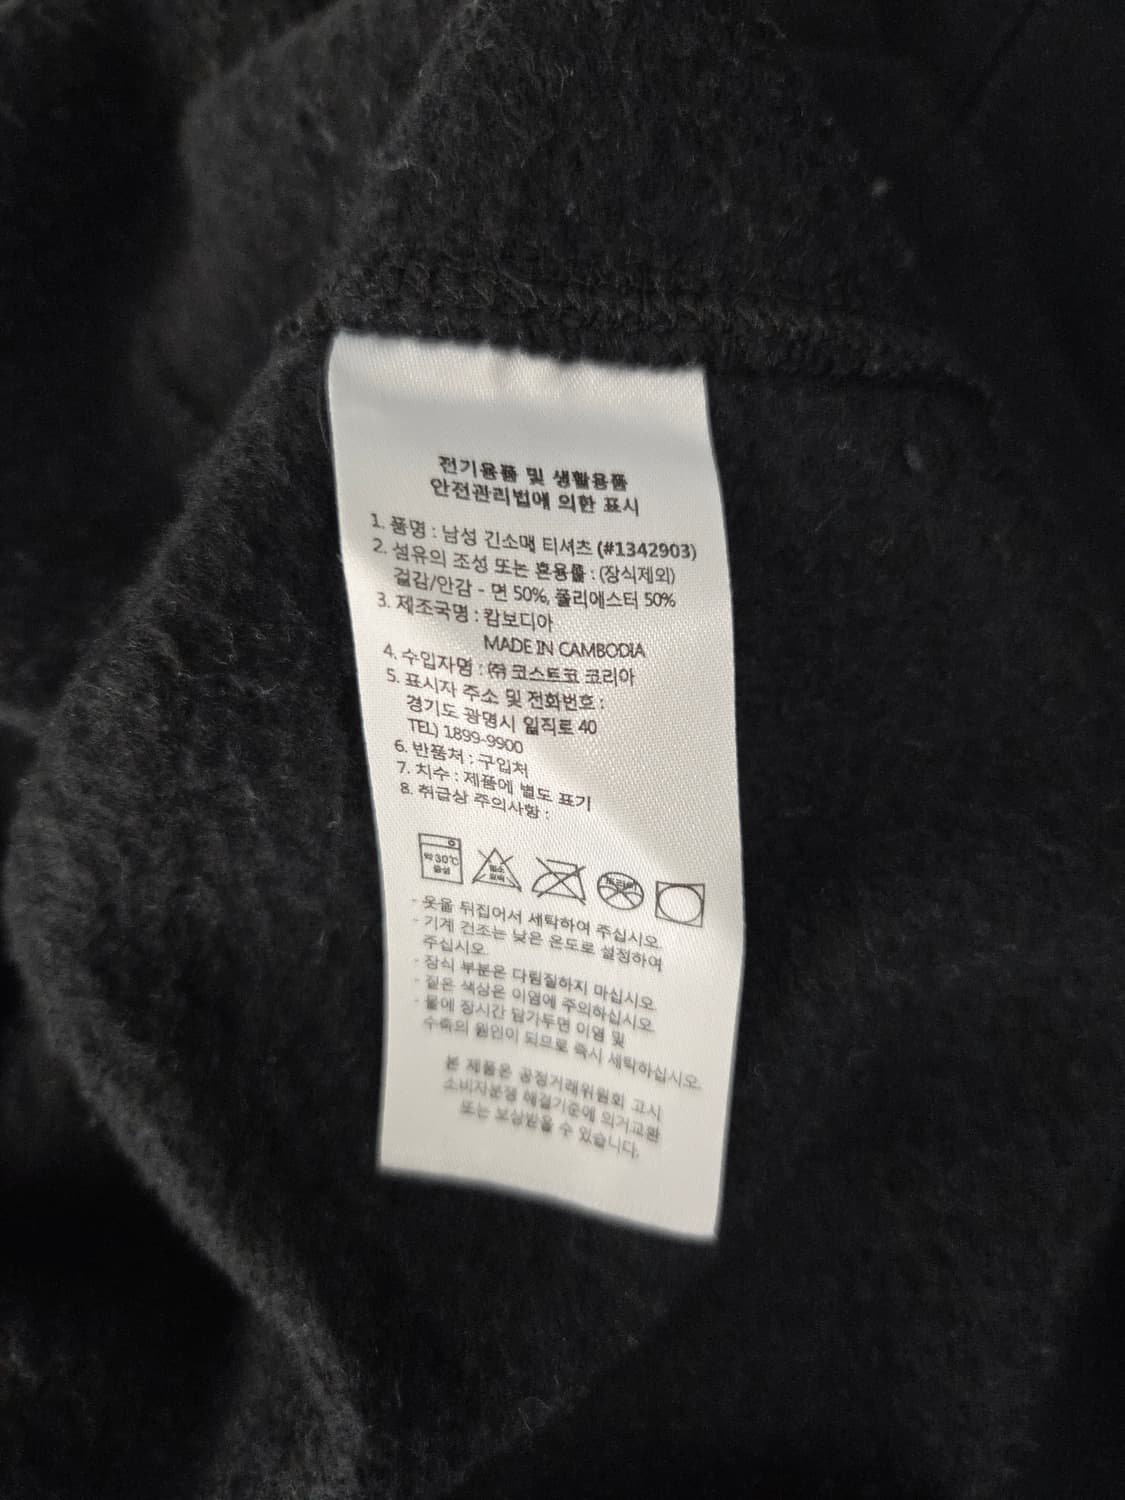 전기용품 및 생활용품
안전관리법에 의한 표시
1. 품명 : 남성 긴소매 티셔츠 (#1342903)
2. 섬유의 조성 또는 혼용률 : (장식제외)
겉감/안감 - 면 50%, 폴리에스터 50%
3. 제조국명 : 캄보디아
MADE IN CAMBODIA
4. 수입자명 : ㈜ 코스트코 코리아
5. 표시자 주소 및 전화번호 :
경기도 광명시 일직로 40
TEL) 1899-9900
6. 반품처 : 구입처
7. 치수 : 제품에 별도 표기
8. 취급상 주의사항 :
약 30℃
중성
염소
표백
드라이
- 옷을 뒤집어서 세탁하여 주십시오.
- 기계 건조는 낮은 온도로 설정하여
주십시오.
- 장식 부분은 다림질하지 마십시오.
- 짙은 색상은 이염에 주의하십시오.
- 물에 장시간 담가두면 이염 및
수축의 원인이 되므로 즉시 세탁하십시오.
본 제품은 공정거래위원회 고시
소비자분쟁 해결기준에 의거교환
또는 보상받을 수 있습니다.